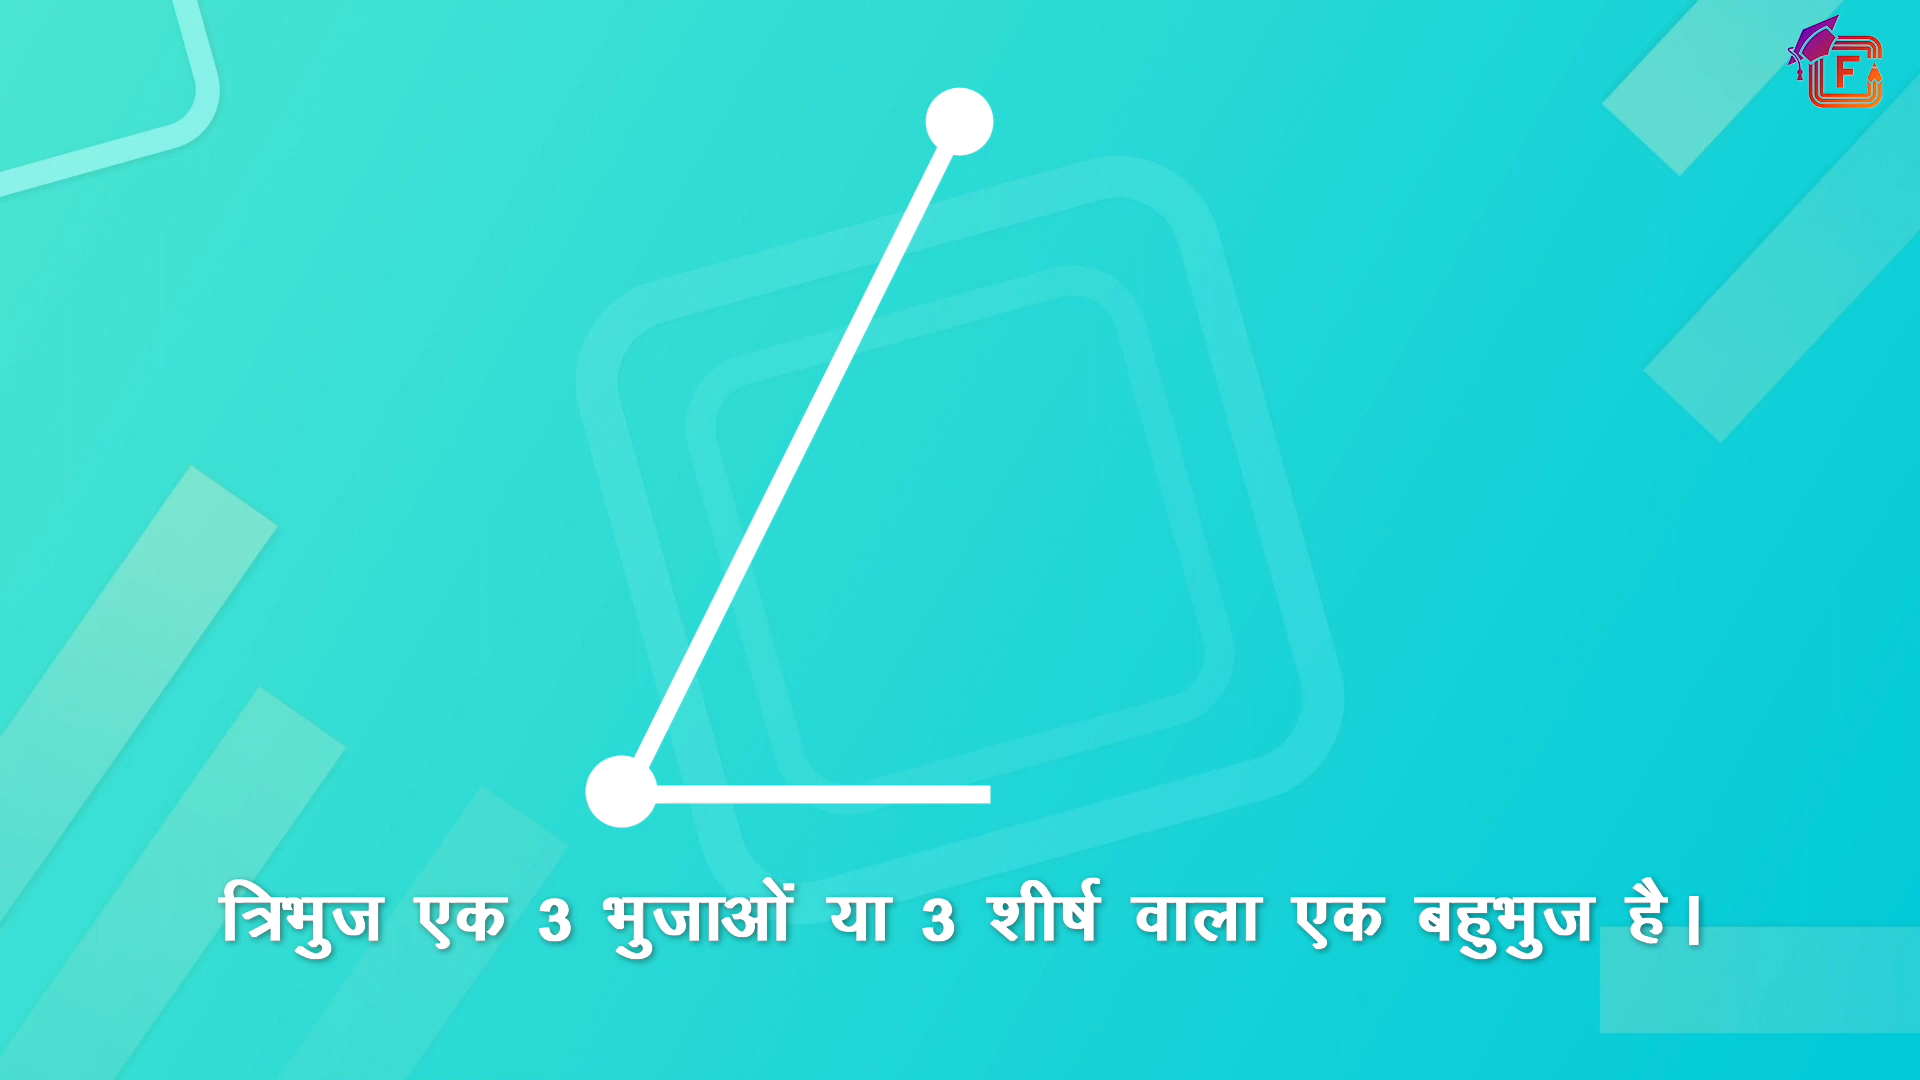 F
त्रिभुज एक 3 भुजाओं या 3 शीर्ष वाला एक बहुभुज है।